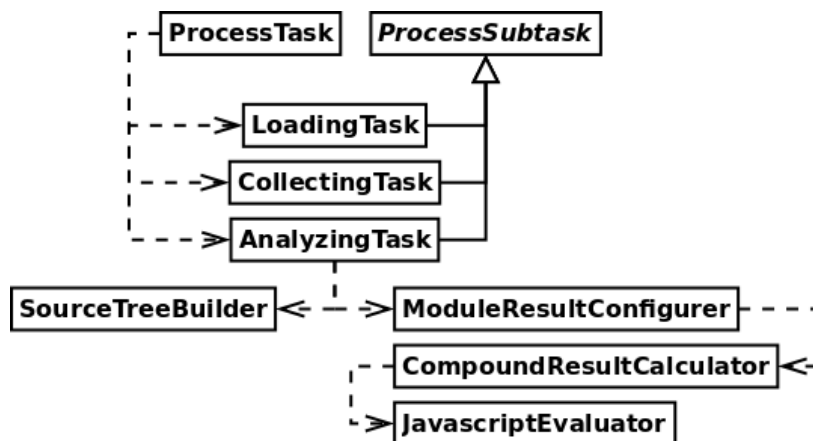 ProcessTask
ProcessSubtask
LoadingTask
CollectingTask
AnalyzingTask
SourceTreeBuilder
ModuleResultConfigurer
CompoundResultCalculator
JavascriptEvaluator